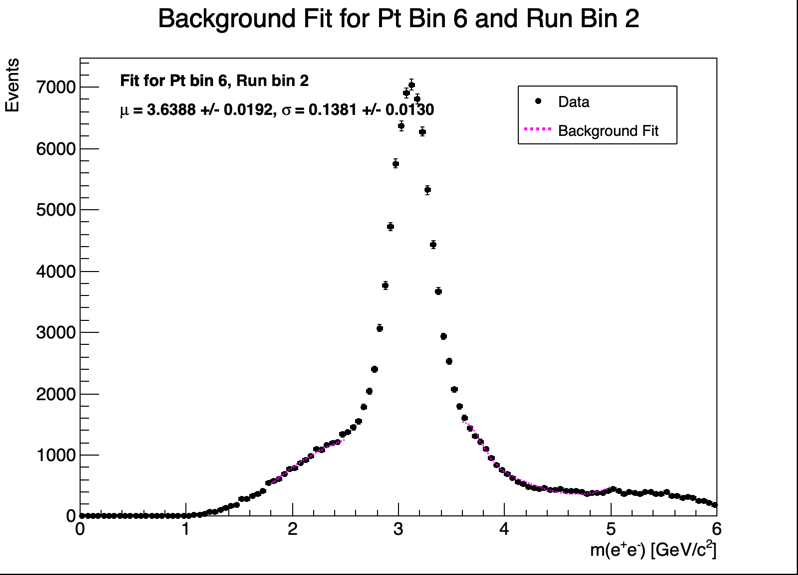 Background Fit for Pt Bin 6 and Run Bin 2
Events
Fit for Pt bin 6, Run bin 2
μ = 3.6388 +/- 0.0192, σ = 0.1381 +/- 0.0130
Data
Background Fit
7000
6000
5000
4000
3000
2000
1000
0
0 1 2 3 4 5 6
m(e⁺e⁻) [GeV/c²]